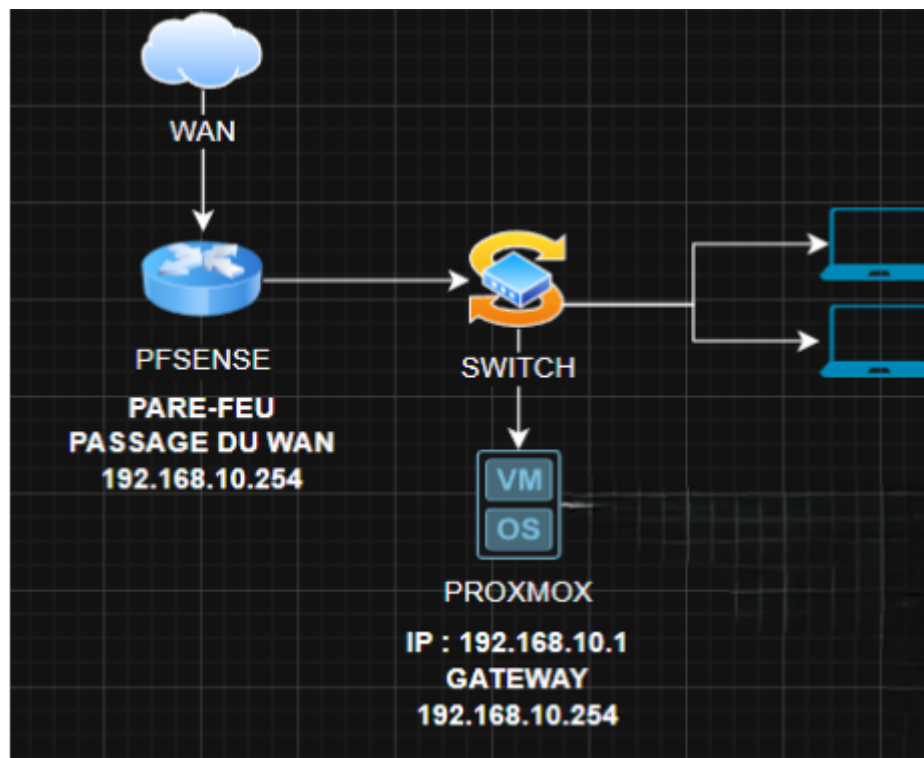 WAN
PFSENSE
PARE-FEU
PASSAGE DU WAN
192.168.10.254
SWITCH
VM
OS
PROXMOX
IP : 192.168.10.1
GATEWAY
192.168.10.254